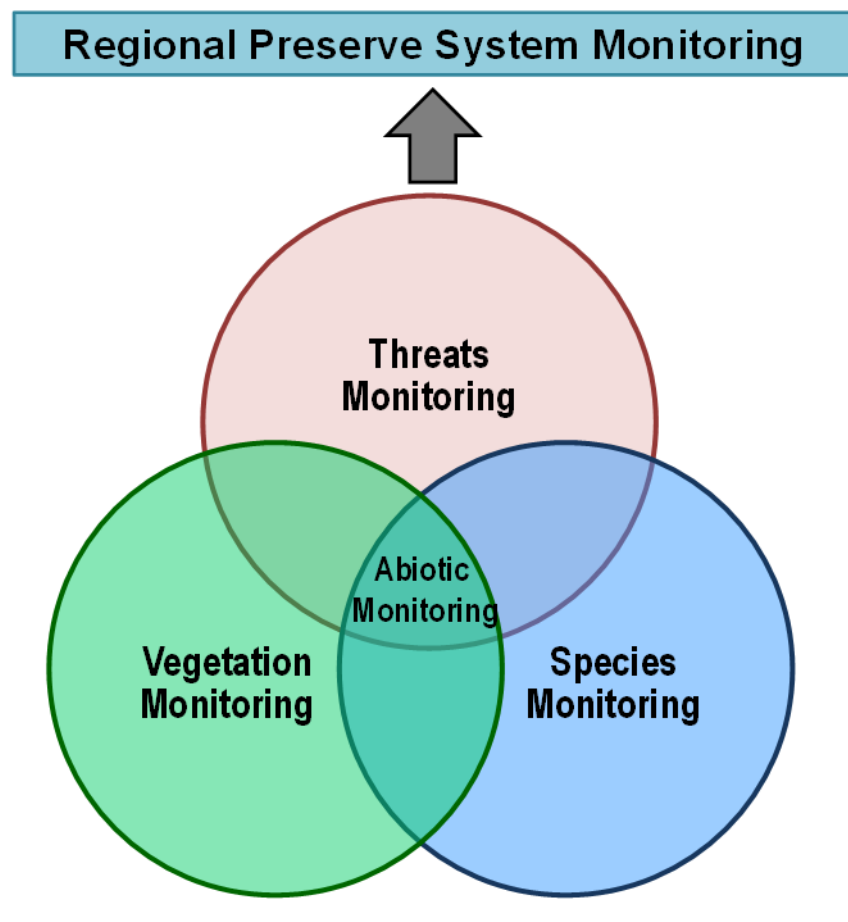 Regional Preserve System Monitoring
Threats
Monitoring
Abiotic
Monitoring
Vegetation
Monitoring
Species
Monitoring